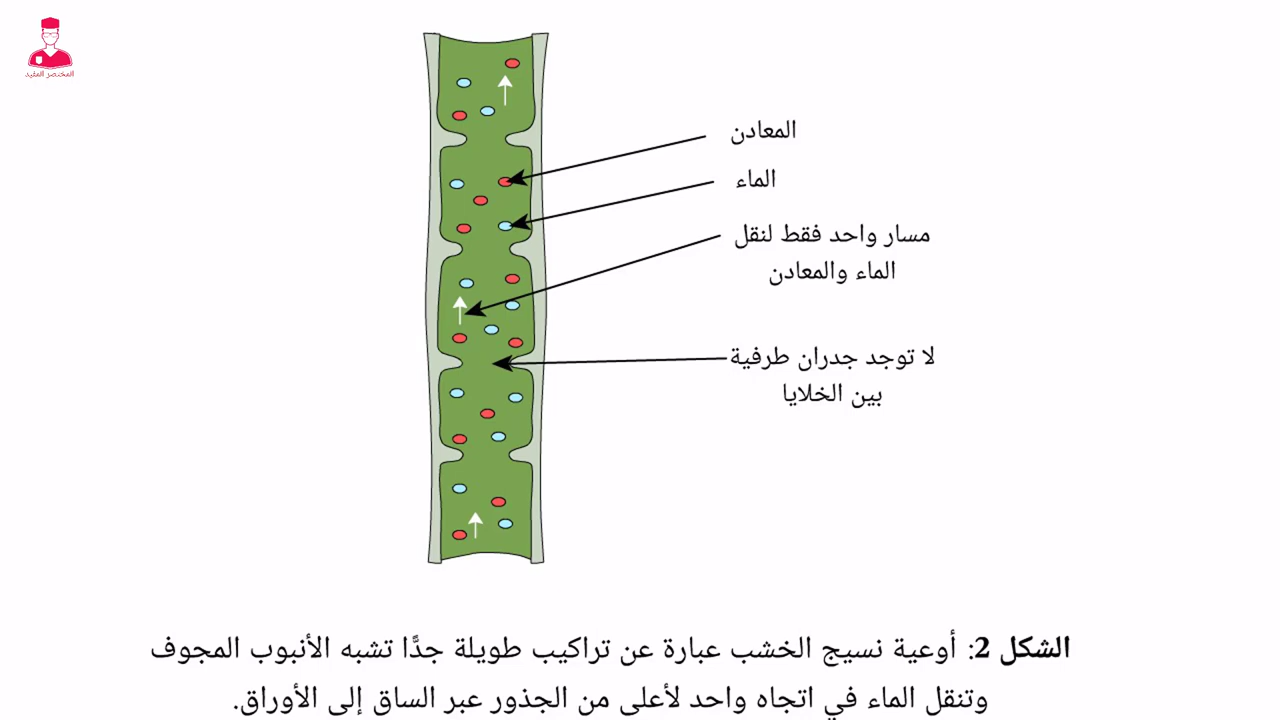 المختصر المفيد
المعادن
الماء
مسار واحد فقط لنقل
الماء والمعادن
لا توجد جدران طرفية
بين الخلايا
الشكل 2: أوعية نسيج الخشب عبارة عن تراكيب طويلة جدًّا تشبه الأنبوب المجوف
وتنقل الماء في اتجاه واحد لأعلى من الجذور عبر الساق إلى الأوراق.